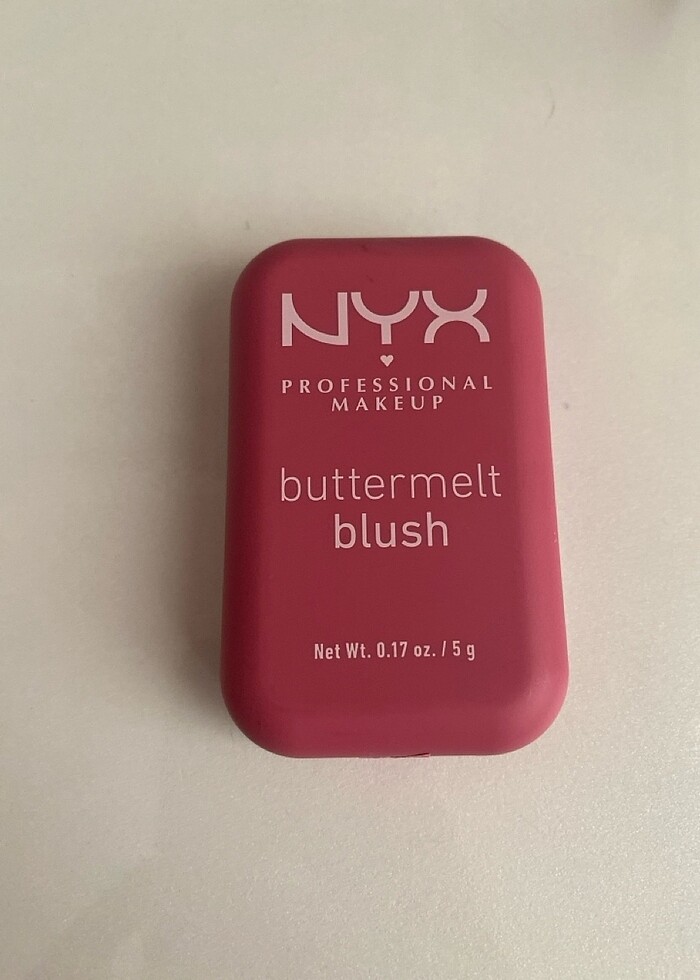 NYX
PROFESSIONAL
MAKEUP
buttermelt
blush
Net Wt. 0.17 oz. / 5 g